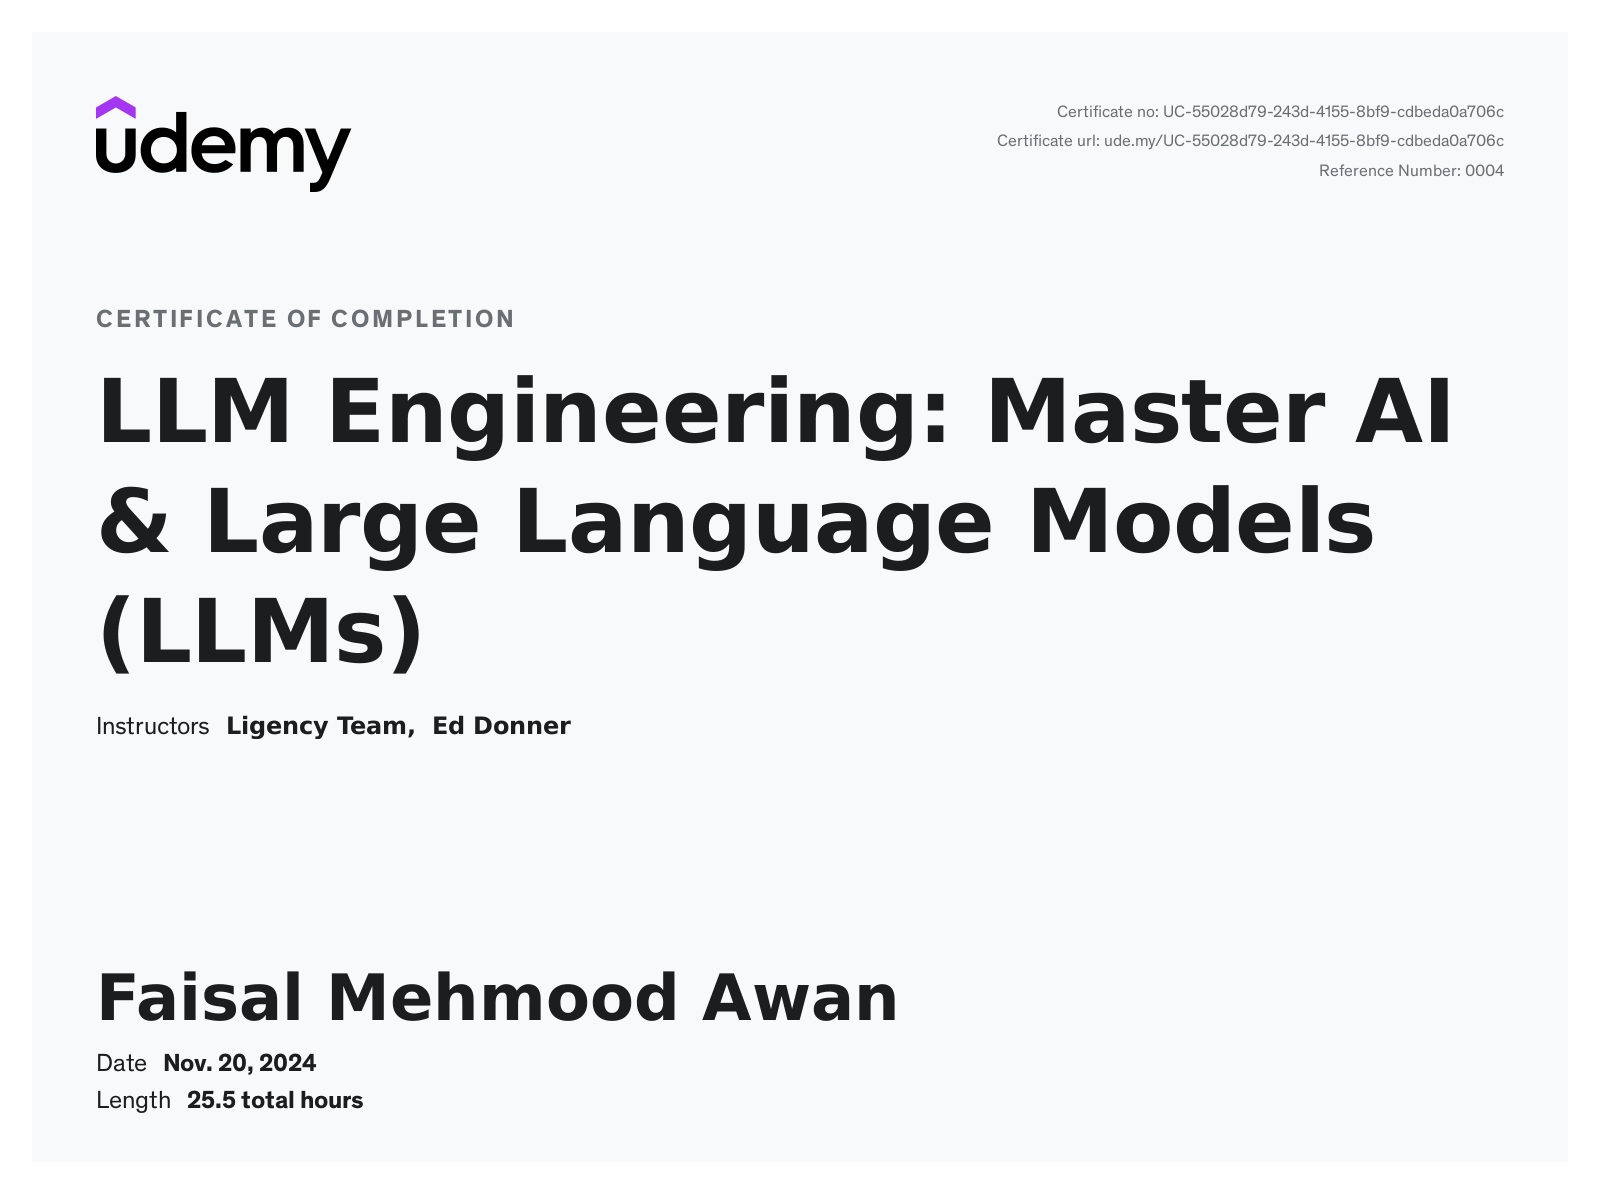 udemy
Certificate no: UC-55028d79-243d-4155-8bf9-cdbeda0a706c
Certificate url: ude.my/UC-55028d79-243d-4155-8bf9-cdbeda0a706c
Reference Number: 0004
CERTIFICATE OF COMPLETION
LLM Engineering: Master AI
& Large Language Models
(LLMs)
Instructors Ligency Team, Ed Donner
Faisal Mehmood Awan
Date Nov. 20, 2024
Length 25.5 total hours